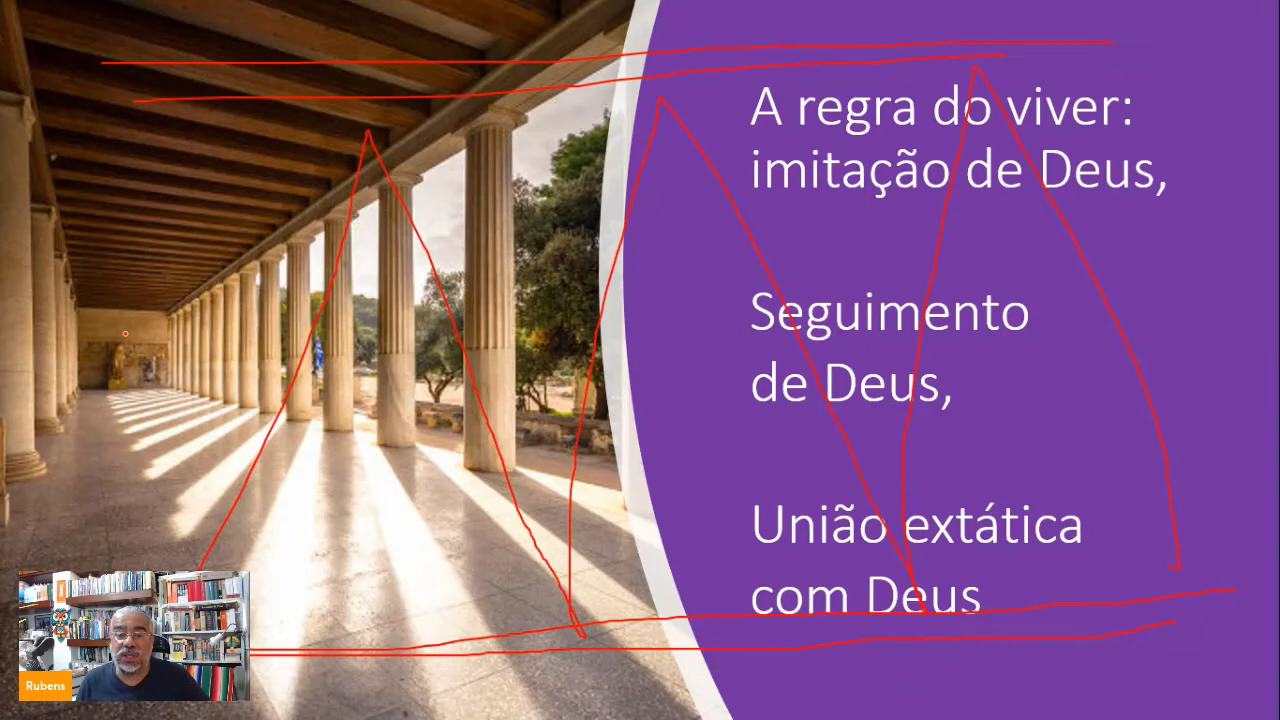 A regra do viver:
imitação de Deus,
Seguimento
de Deus,
União extática
com Deus
Rubens